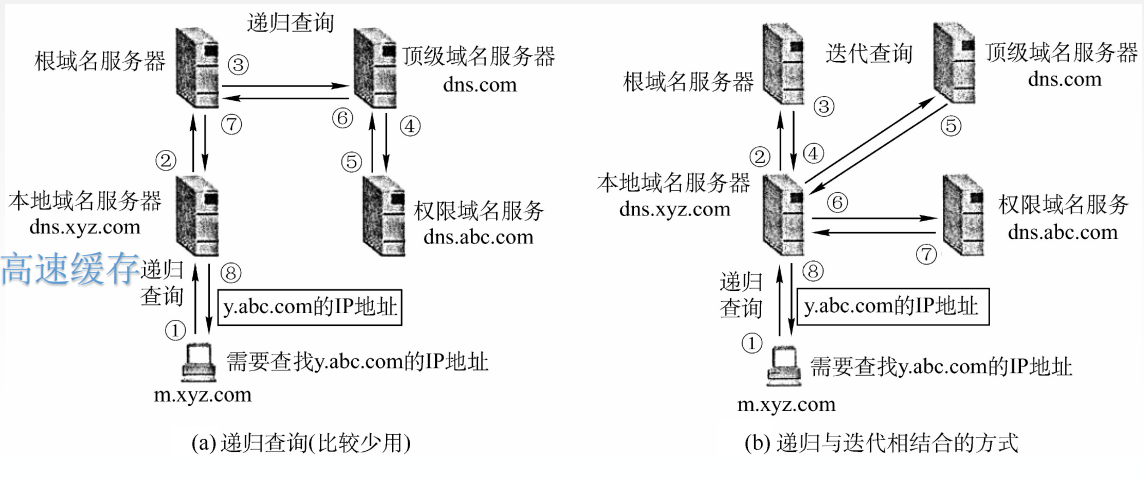 递归查询
根域名服务器
③
顶级域名服务器
dns.com
⑦
⑥
④
②
⑤
本地域名服务器
dns.xyz.com
权限域名服务
dns.abc.com
高速缓存
递归
查询
⑧
y.abc.com的IP地址
①
需要查找y.abc.com的IP地址
m.xyz.com
(a) 递归查询(比较少用)
迭代查询
顶级域名服务器
dns.com
根域名服务器
③
⑤
②
④
本地域名服务器
dns.xyz.com
⑥
权限域名服务
dns.abc.com
⑦
递归
查询
⑧
y.abc.com的IP地址
①
需要查找y.abc.com的IP地址
m.xyz.com
(b) 递归与迭代相结合的方式